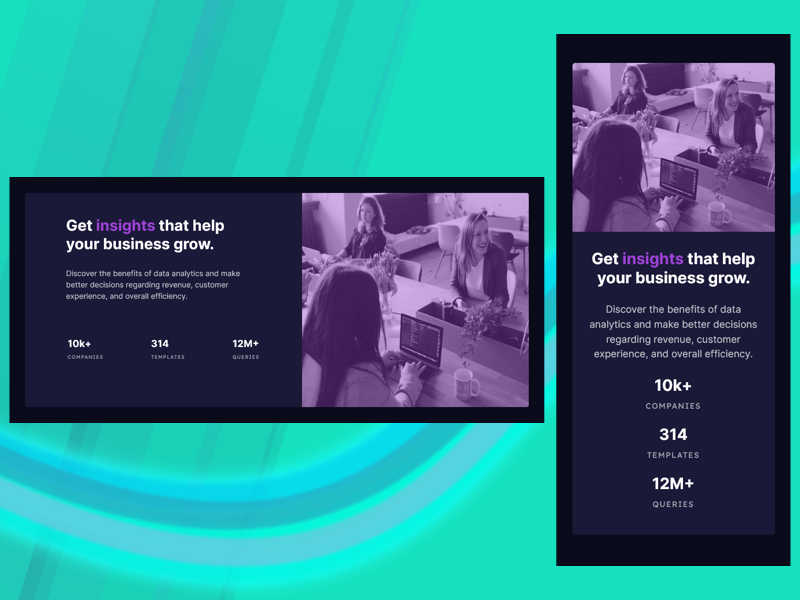 Get insights that help
your business grow.
Discover the benefits of data analytics and make
better decisions regarding revenue, customer
experience, and overall efficiency.
10k+ 314 12M+
COMPANIES TEMPLATES QUERIES
Get insights that help
your business grow.
Discover the benefits of data
analytics and make better decisions
regarding revenue, customer
experience, and overall efficiency.
10k+
COMPANIES
314
TEMPLATES
12M+
QUERIES